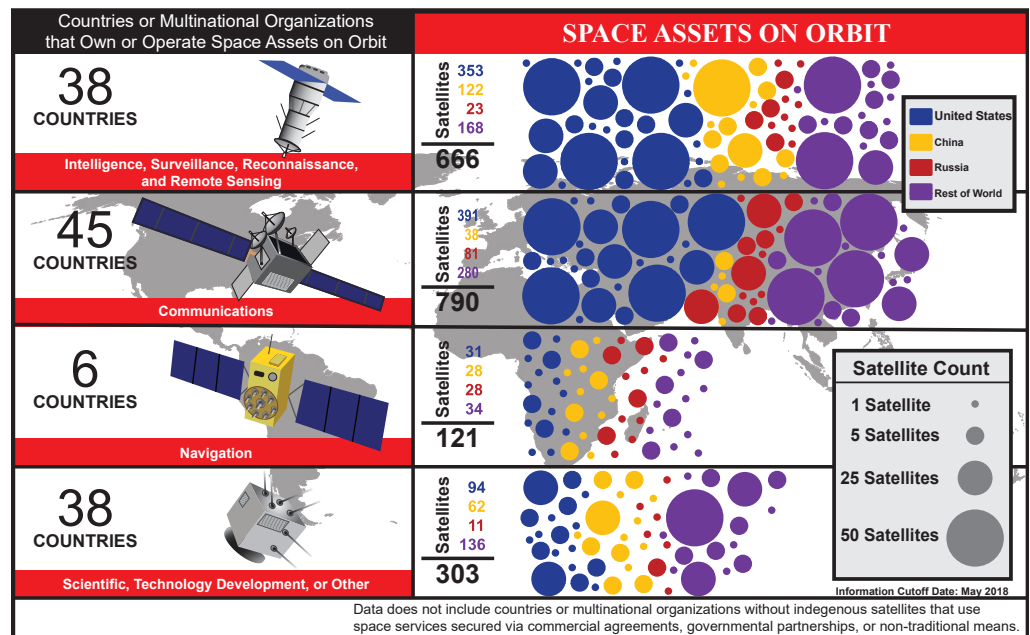 Countries or Multinational Organizations
that Own or Operate Space Assets on Orbit
SPACE ASSETS ON ORBIT
38
COUNTRIES
Intelligence, Surveillance, Reconnaissance,
and Remote Sensing
Satellites
353
122
23
168
666
United States
China
Russia
Rest of World
45
COUNTRIES
Communications
Satellites
391
38
81
280
790
6
COUNTRIES
Navigation
Satellites
31
28
28
34
121
38
COUNTRIES
Scientific, Technology Development, or Other
Satellites
94
62
11
136
303
Satellite Count
1 Satellite
5 Satellites
25 Satellites
50 Satellites
Information Cutoff Date: May 2018
Data does not include countries or multinational organizations without indegenous satellites that use
space services secured via commercial agreements, governmental partnerships, or non-traditional means.